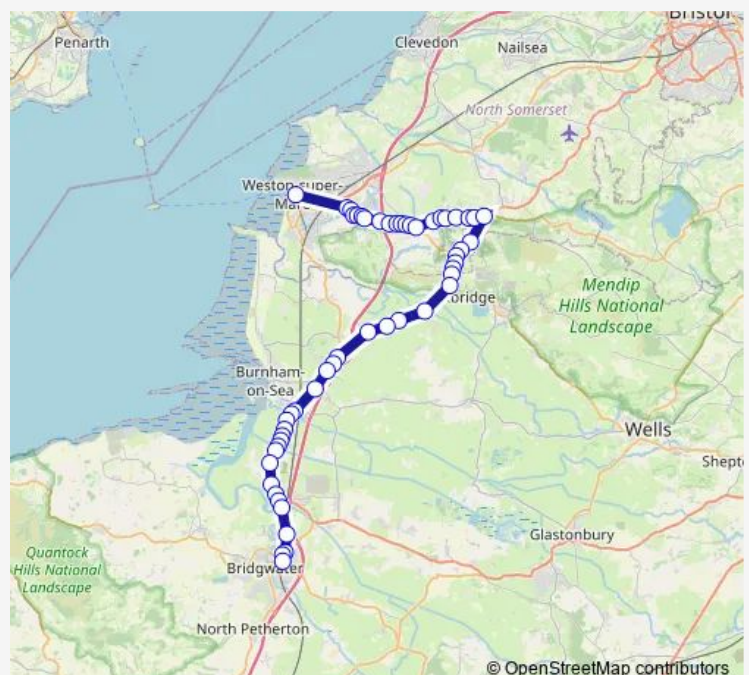 Bristol
Penarth
Clevedon
Nailsea
North Somerset
Weston-super-
Mare
bridge
Mendip
Hills National
Landscape
Burnham-
on-Sea
Wells
Shept
Glastonbury
Quantock
Hills National
Landscape
Bridgwater
North Petherton
© OpenStreetMap contributors